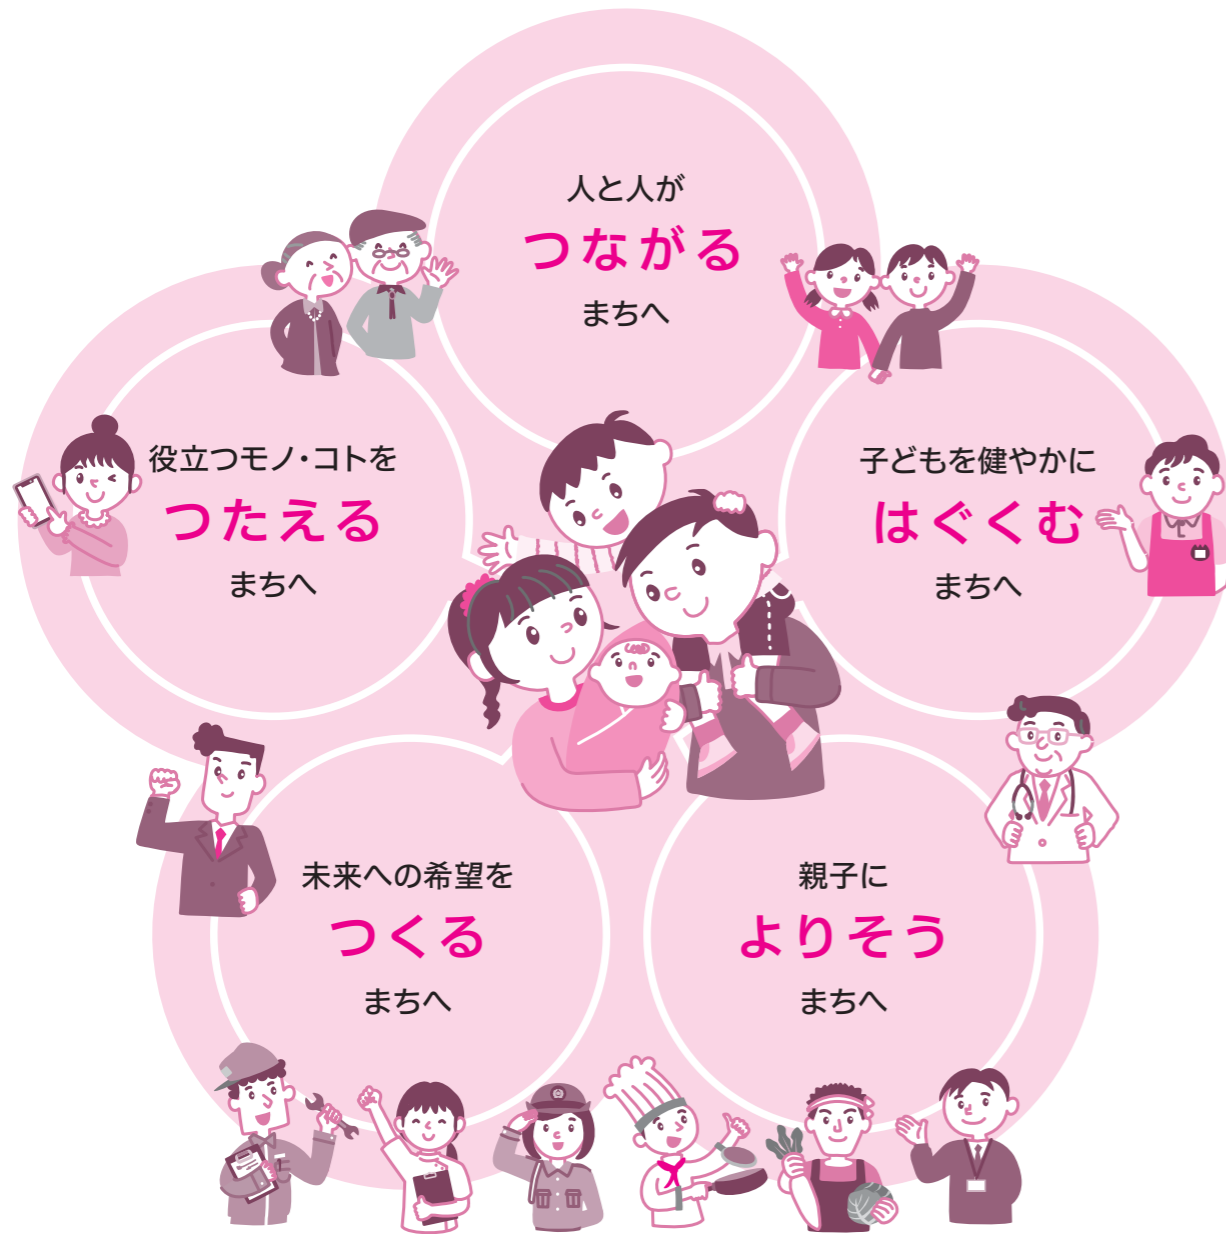 人と人が
つながる
まちへ
役立つモノ・コトを
つたえる
まちへ
子どもを健やかに
はぐくむ
まちへ
未来への希望を
つくる
まちへ
親子に
よりそう
まちへ